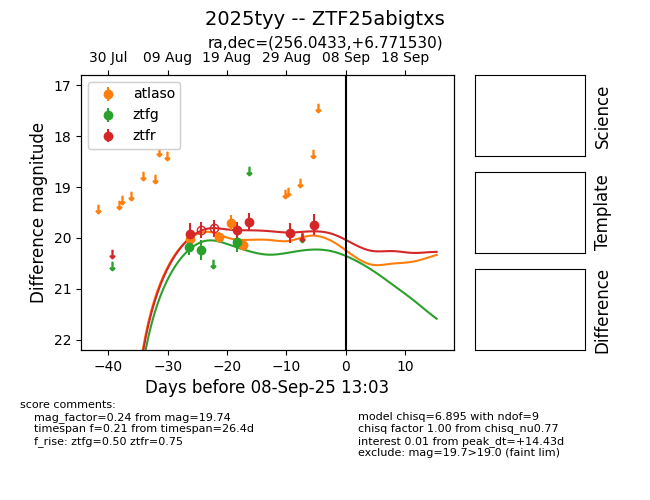 2025tyy -- ZTF25abigtxs
ra,dec=(256.0433,+6.771530)
30 Jul 09 Aug 19 Aug 29 Aug 08 Sep 18 Sep
atlaso
ztfg
ztfr
17
18
19
20
21
22
Difference magnitude
−40 −30 −20 −10 0 10
Days before 08-Sep-25 13:03
Science
Template
Difference
score comments:
mag_factor=0.24 from mag=19.74
timespan f=0.21 from timespan=26.4d
f_rise: ztfg=0.50 ztfr=0.75
model chisq=6.895 with ndof=9
chisq factor 1.00 from chisq_nu0.77
interest 0.01 from peak_dt=+14.43d
exclude: mag=19.7>19.0 (faint lim)